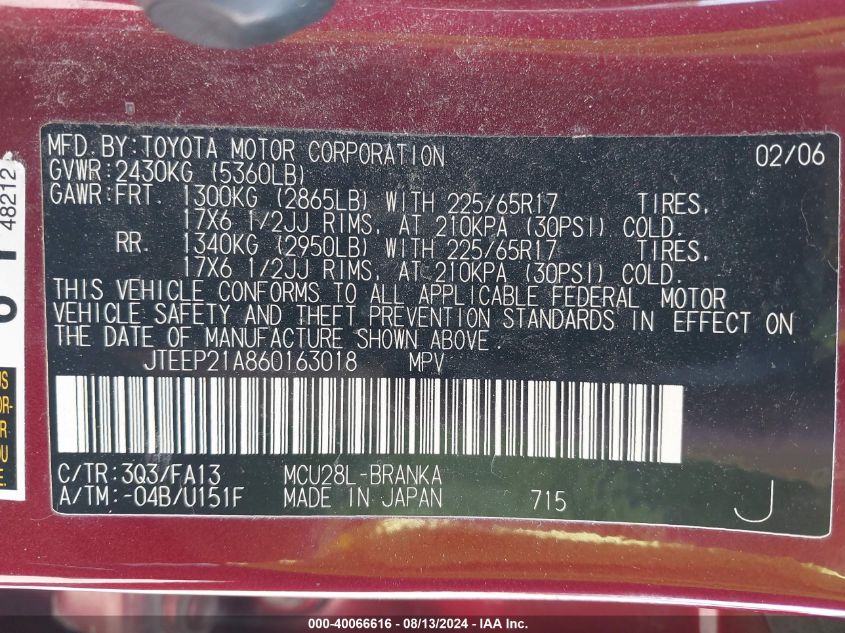 MFD. BY: TOYOTA MOTOR CORPORATION 02/06
GVWR: 2430KG (5360LB)
GAWR: FRT. 1300KG (2865LB) WITH 225/65R17 TIRES,
17X6 1/2JJ RIMS, AT 210KPA (30PSI) COLD.
RR. 1340KG (2950LB) WITH 225/65R17 TIRES,
17X6 1/2JJ RIMS, AT 210KPA (30PSI) COLD.
THIS VEHICLE CONFORMS TO ALL APPLICABLE FEDERAL MOTOR
VEHICLE SAFETY AND THEFT PREVENTION STANDARDS IN EFFECT ON
THE DATE OF MANUFACTURE SHOWN ABOVE.
JTEEP21A860163018 MPV
C/TR: 3Q3/FA13 MCU28L-BRANKA
A/TM: -04B/U151F MADE IN JAPAN 715 J
48212
000-40066616 - 08/13/2024 - IAA Inc.